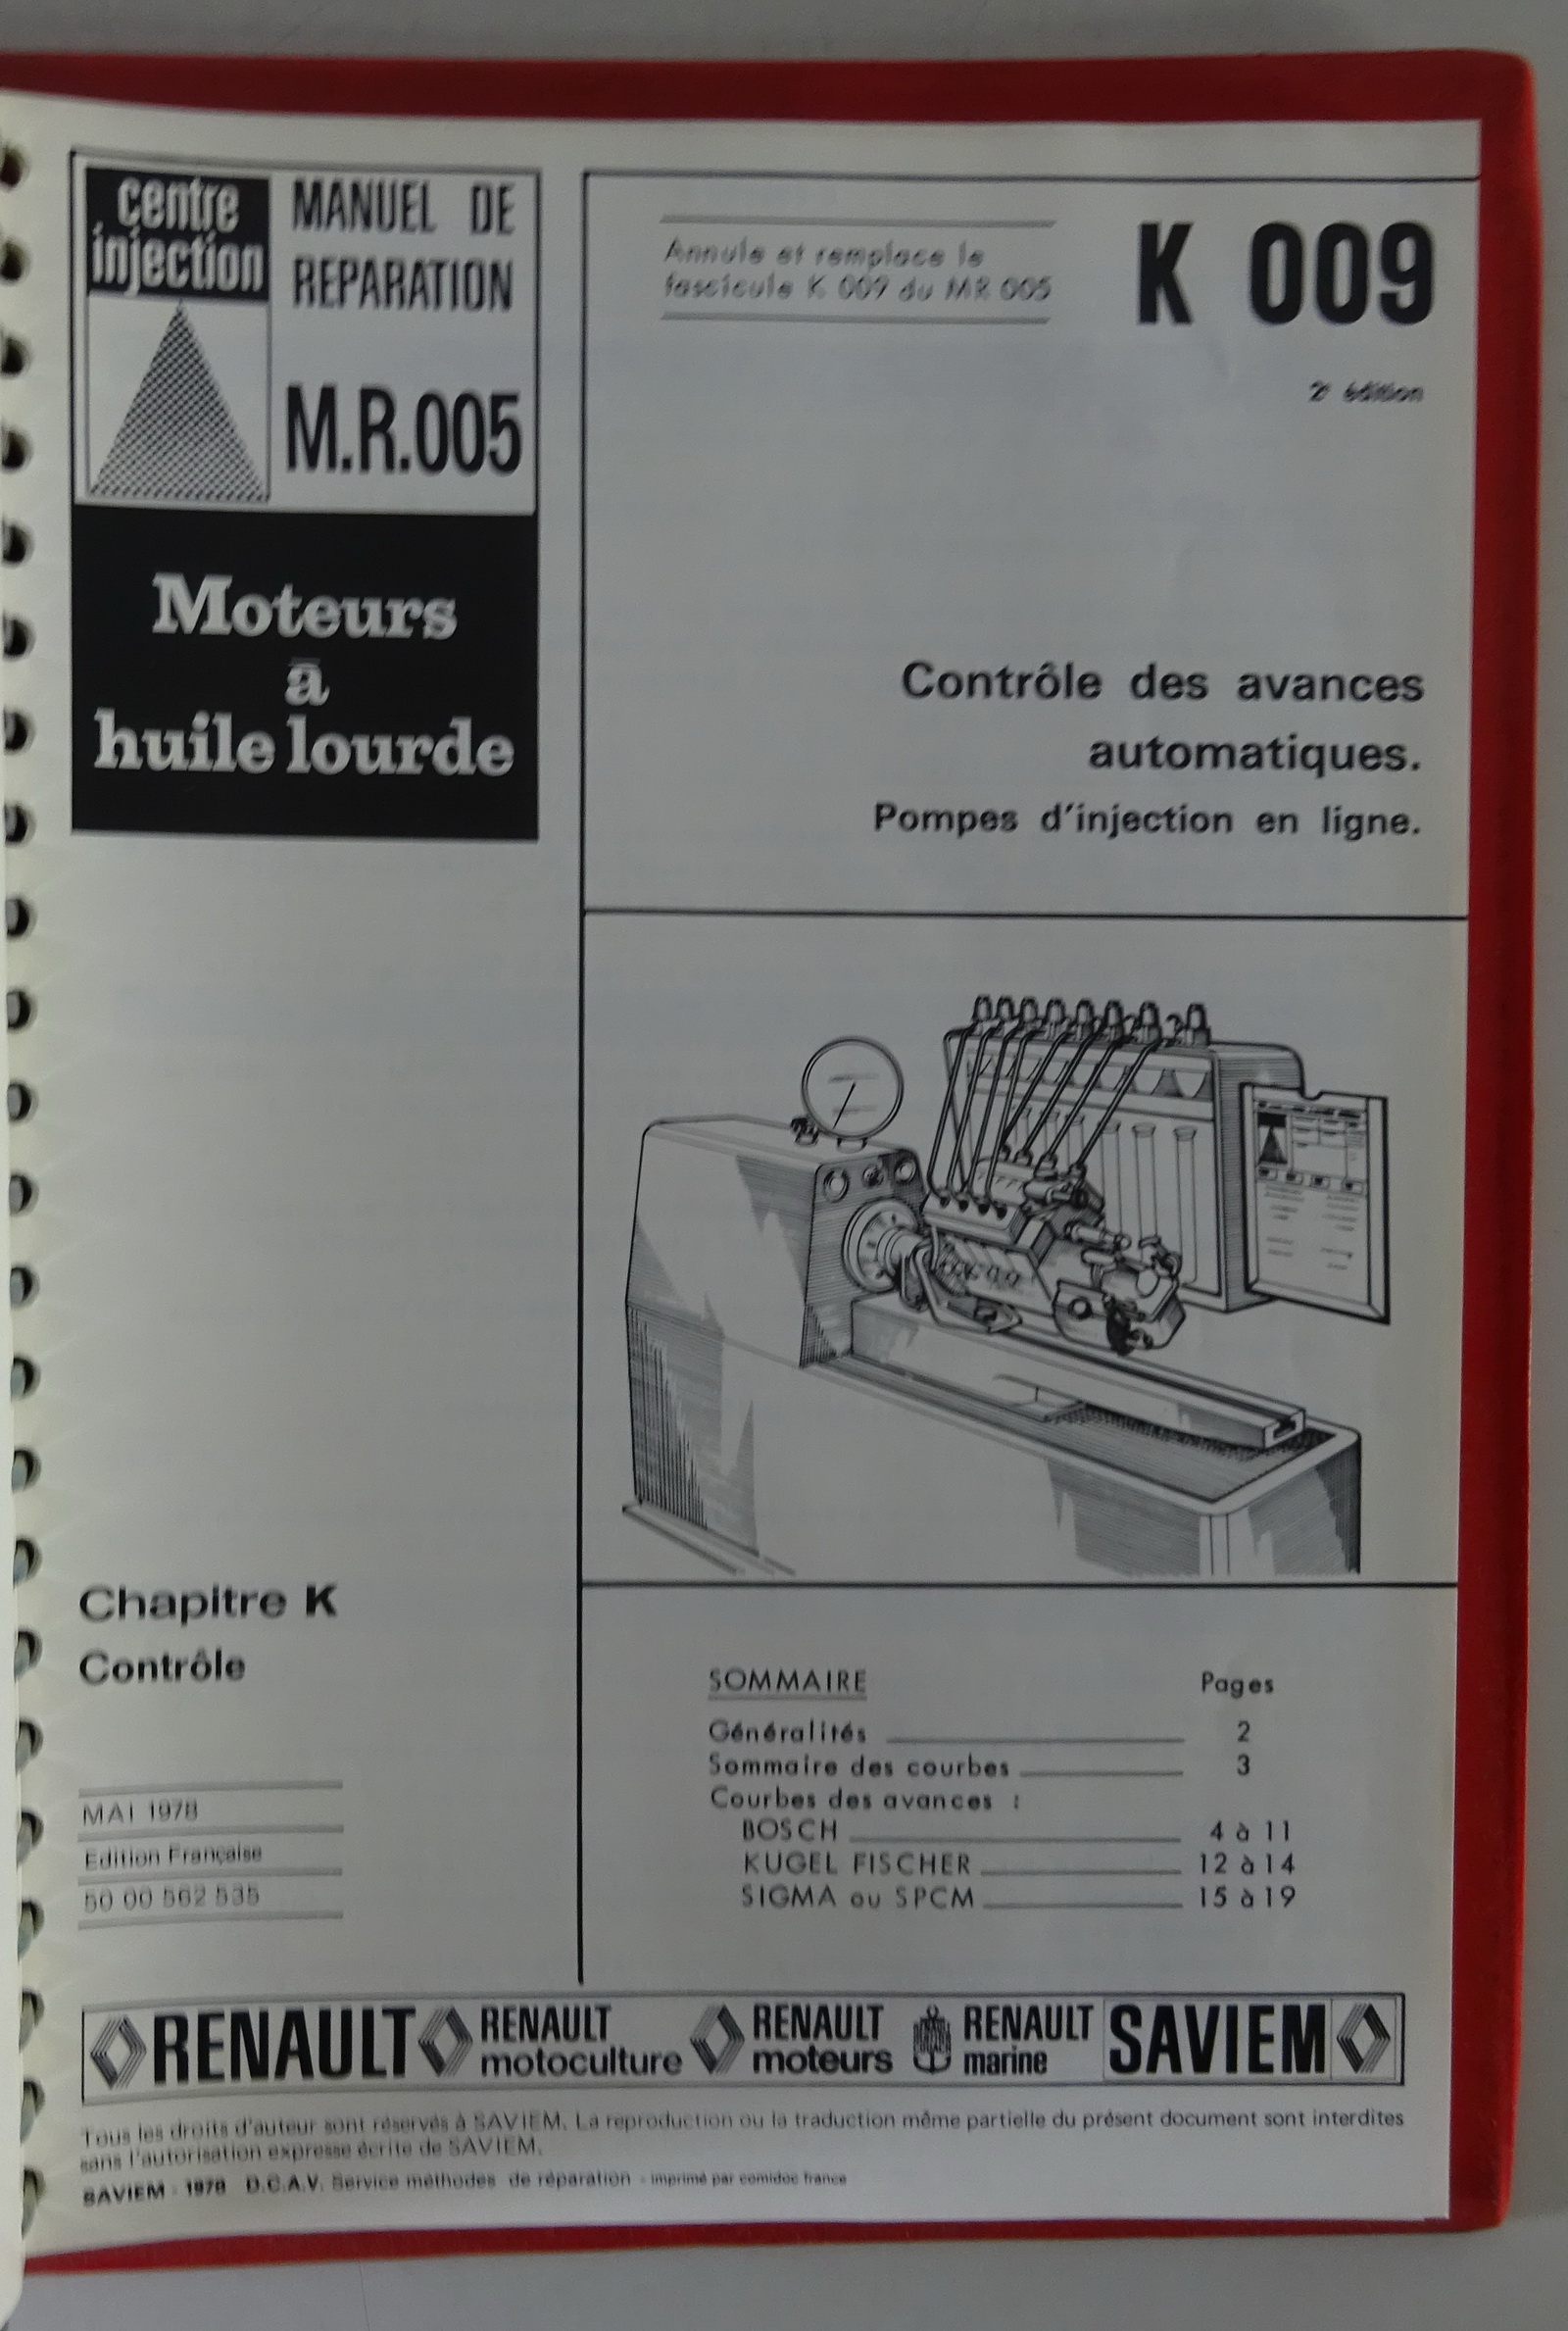 centre
injection
MANUEL DE
REPARATION
M.R.005
Moteurs
à
huile lourde
Annule et remplace le
fascicule K 009 du MR 005
K 009
2e édition
Contrôle des avances
automatiques.
Pompes d'injection en ligne.
Chapitre K
Contrôle
MAI 1978
Edition Française
50 00 562 535
SOMMAIRE Pages
Généralités 2
Sommaire des courbes 3
Courbes des avances :
BOSCH 4 à 11
KUGEL FISCHER 12 à 14
SIGMA ou SPCM 15 à 19
RENAULT
RENAULT
motoculture
RENAULT
moteurs
RENAULT
marine
SAVIEM
Tous les droits d'auteur sont réservés à SAVIEM. La reproduction ou la traduction même partielle du présent document sont interdites
sans l'autorisation expresse écrite de SAVIEM.
SAVIEM - 1978 D.C.A.V. Service méthodes de réparation - imprimé par comidoc france